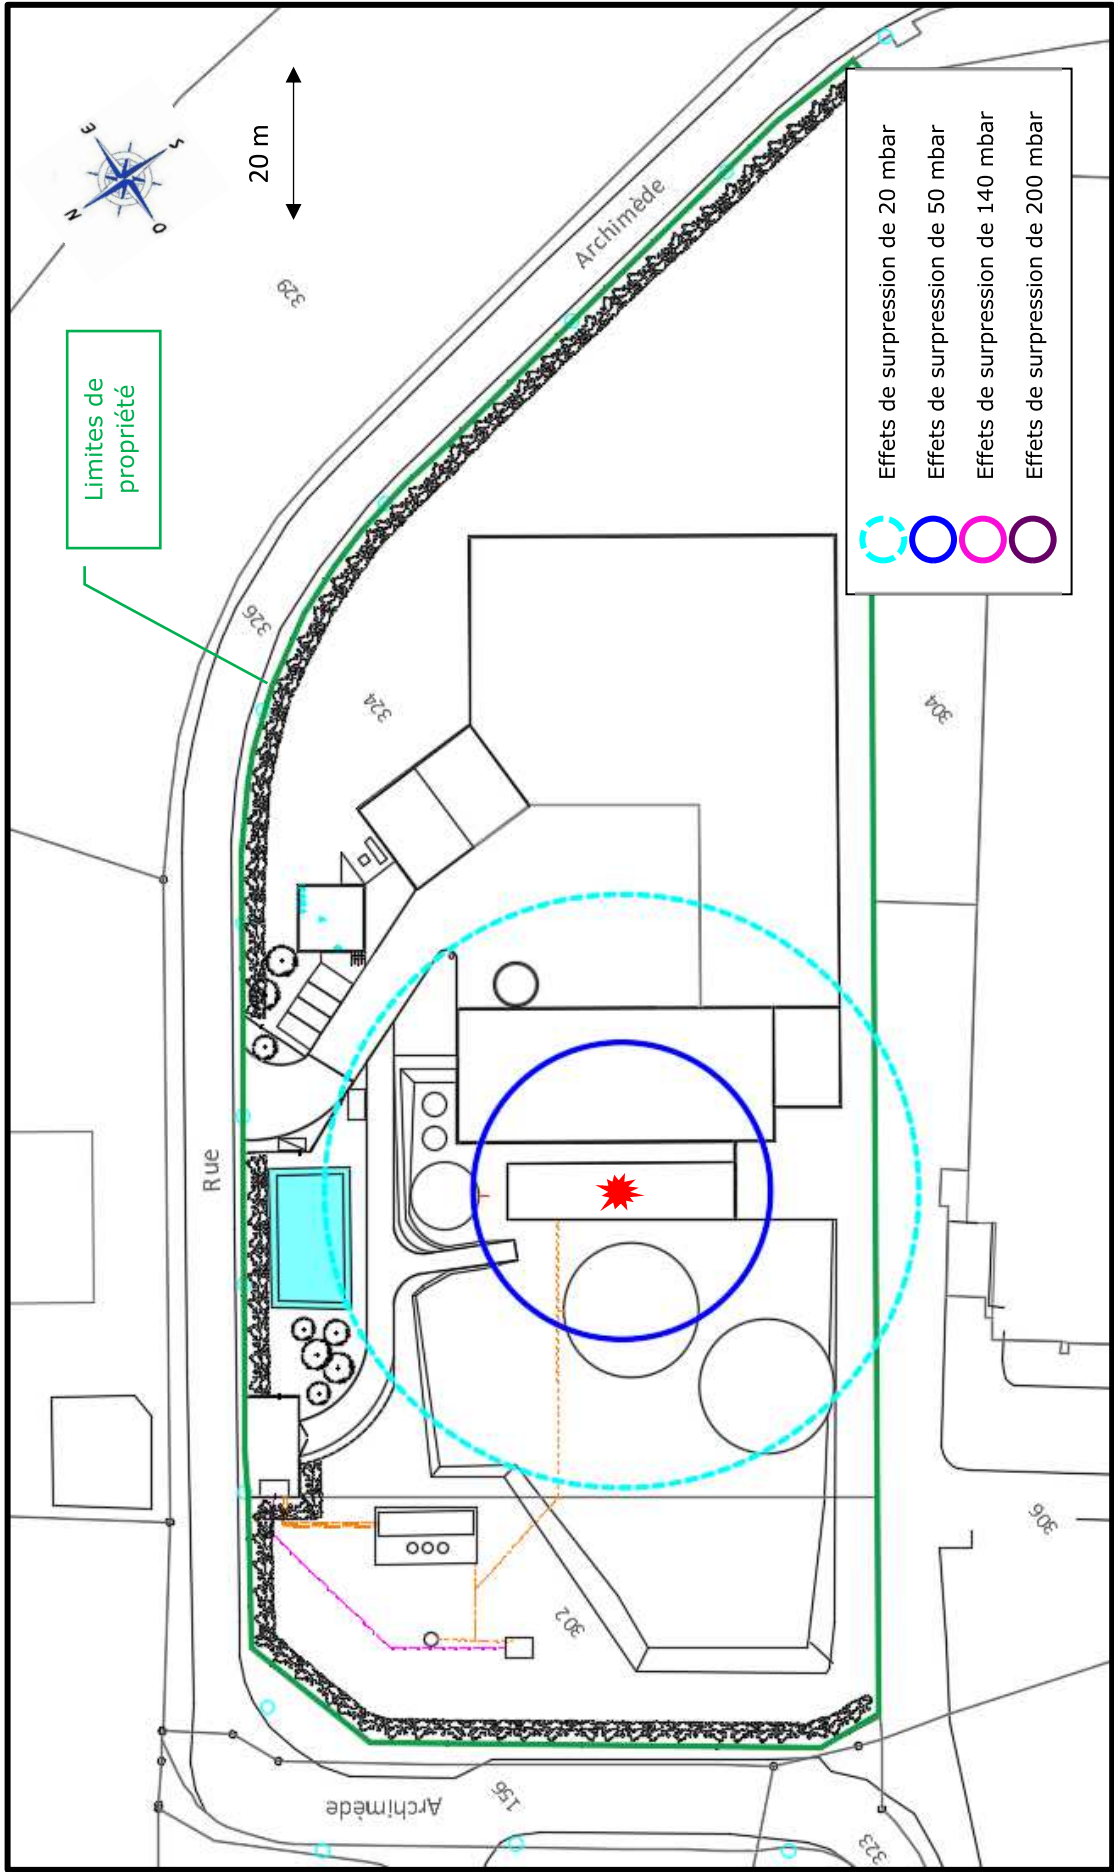 N
E
S
O
20 m
Limites de
propriété
329
Archimède
326
324
304
Rue
302
306
Archimède
156
323
Effets de surpression de 20 mbar
Effets de surpression de 50 mbar
Effets de surpression de 140 mbar
Effets de surpression de 200 mbar